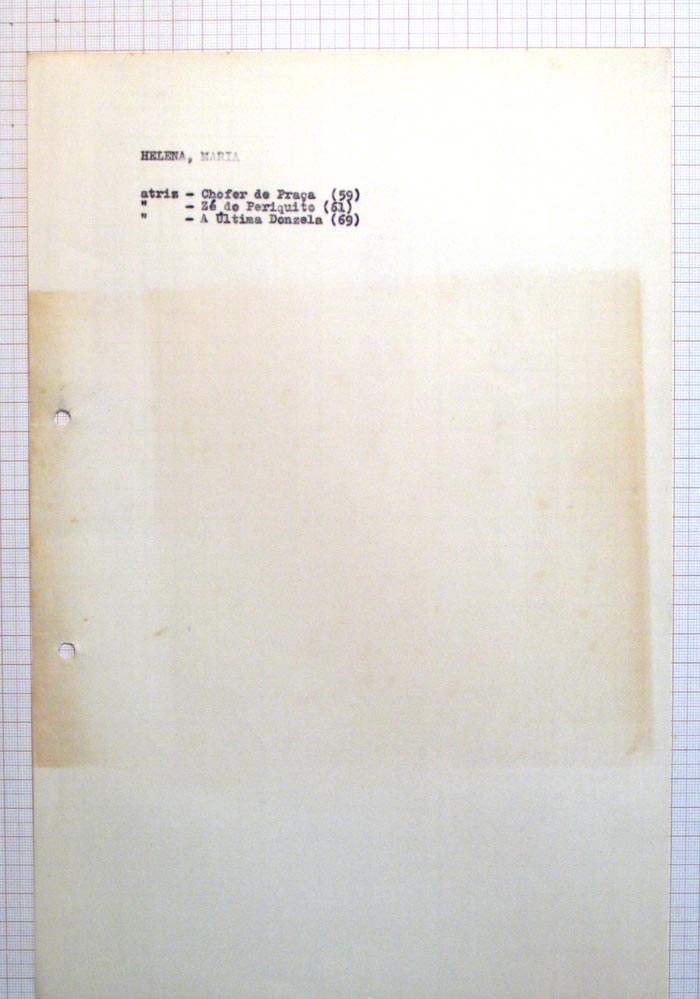 HELENA, MARIA
atriz - Chofer de Praça (59)
" - Zé do Periquito (61)
" - A Última Donzela (69)